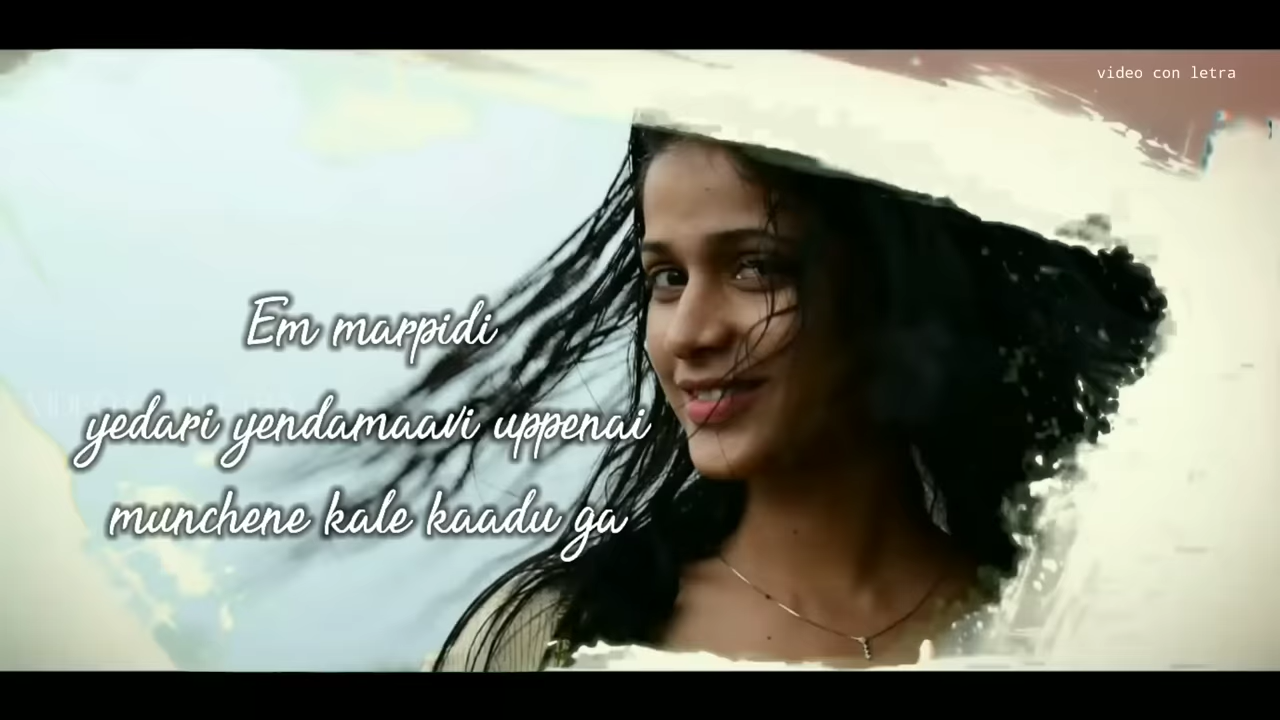 video con letra
Em marpidi
yedari yendamaavi uppenai
munchene kale kaadu ga